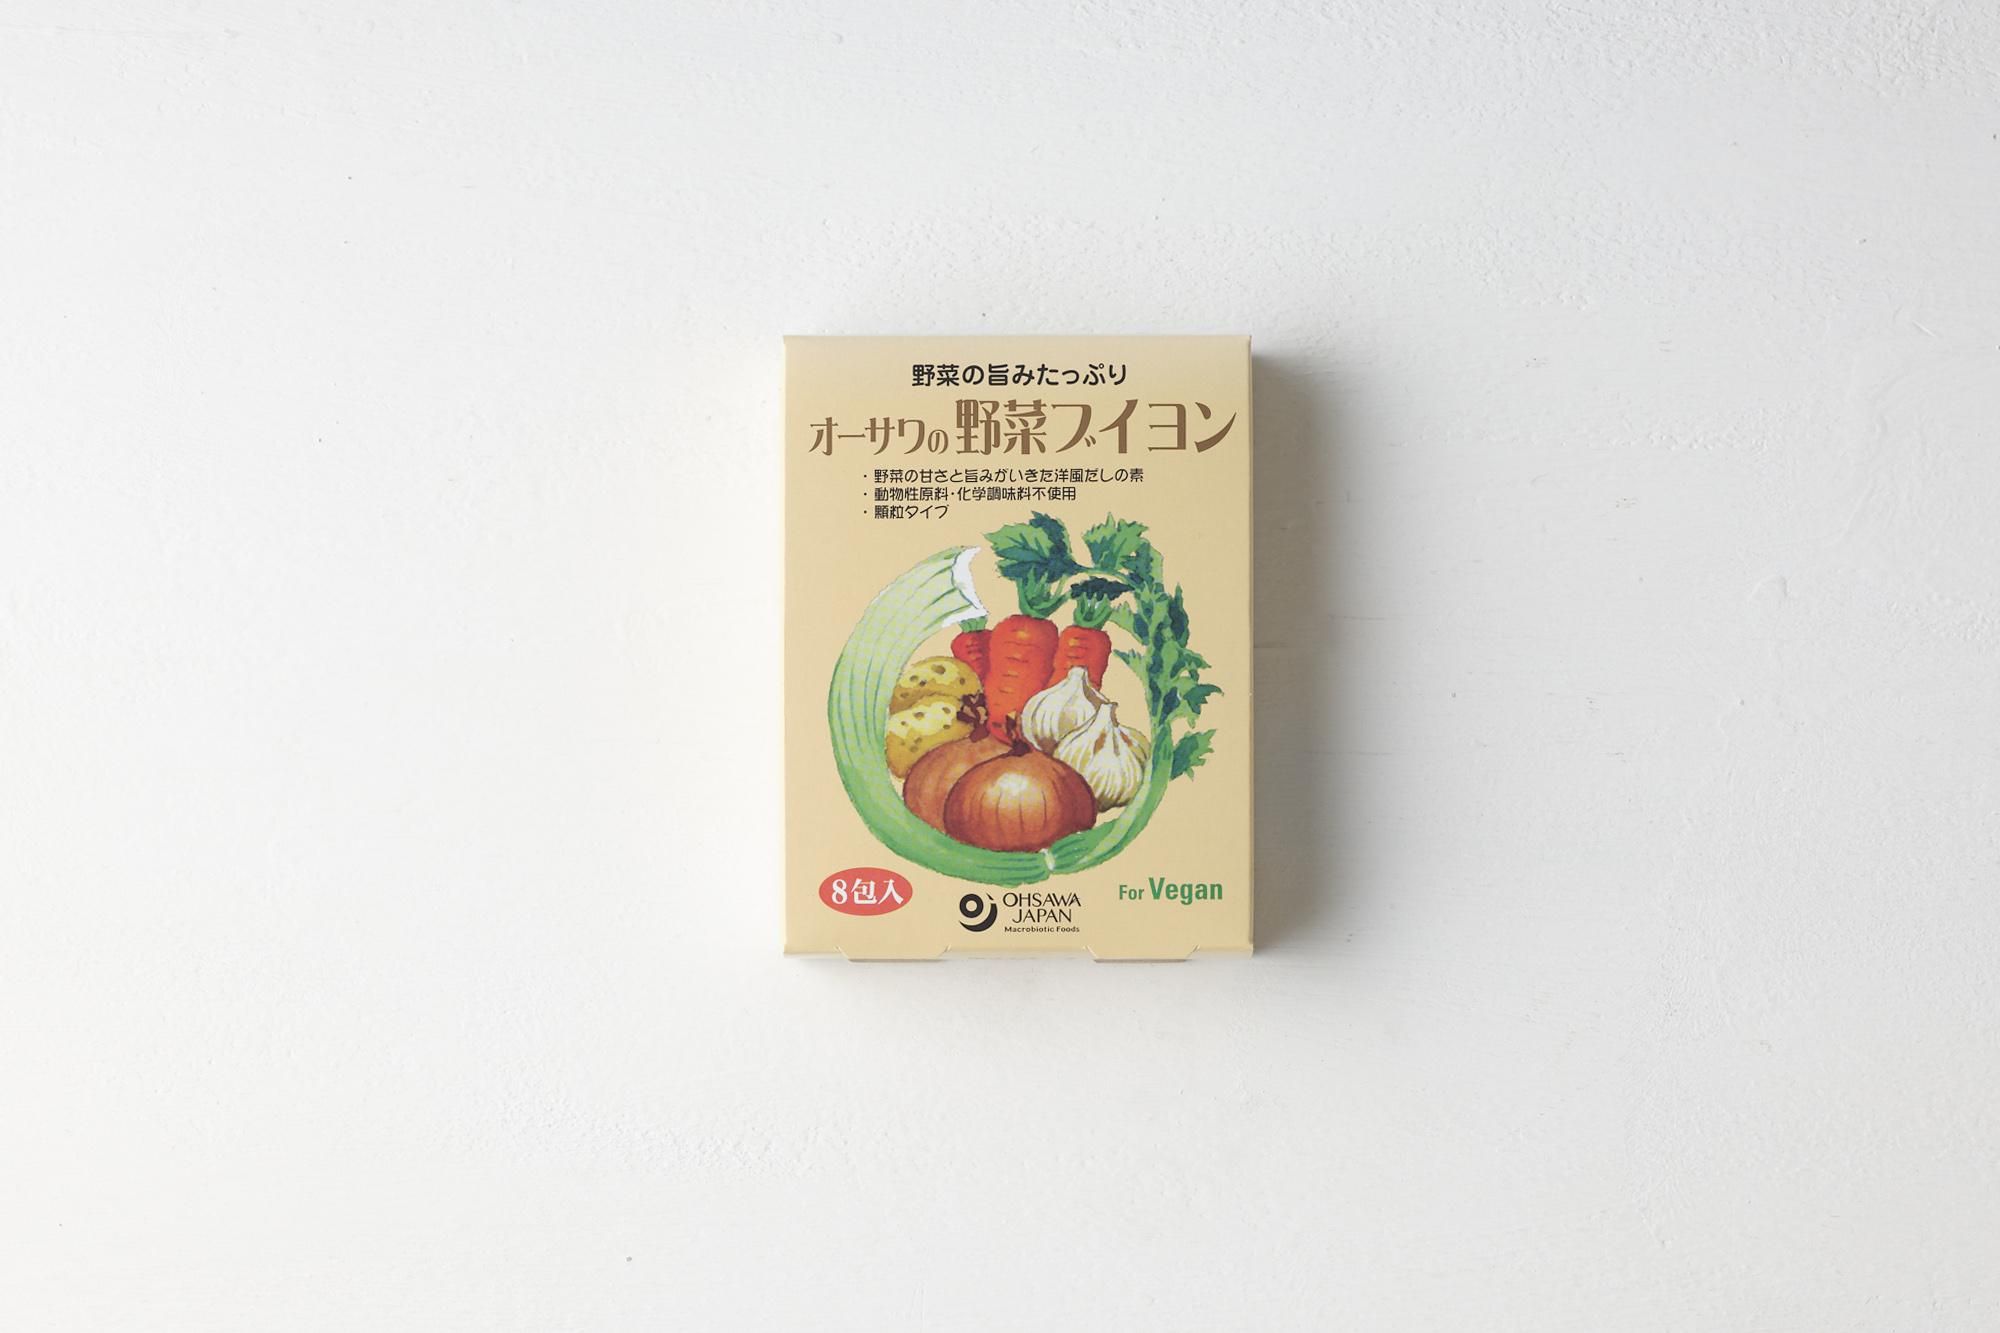 野菜の旨みたっぷり
オーサワの野菜ブイヨン
・野菜の甘さと旨みがいきた洋風だしの素
・動物性原料・化学調味料不使用
・顆粒タイプ
8包入
OHSAWA
JAPAN
Macrobiotic Foods
For Vegan